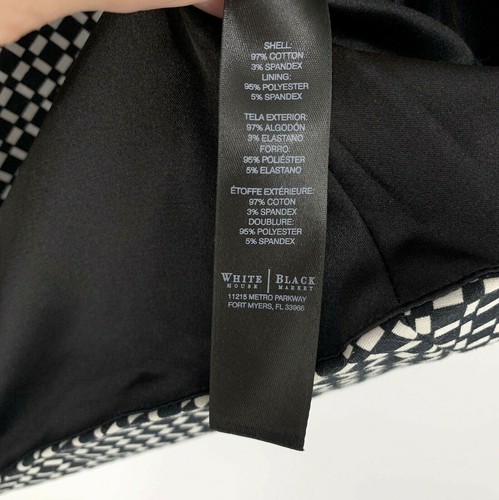 SHELL:
97% COTTON
3% SPANDEX
LINING:
95% POLYESTER
5% SPANDEX
TELA EXTERIOR:
97% ALGODÓN
3% ELASTANO
FORRO:
95% POLIÉSTER
5% ELASTANO
ÉTOFFE EXTÉRIEURE:
97% COTON
3% SPANDEX
DOUBLURE:
95% POLYESTER
5% SPANDEX
WHITE BLACK
HOUSE MARKET
11215 METRO PARKWAY
FORT MYERS, FL 33966